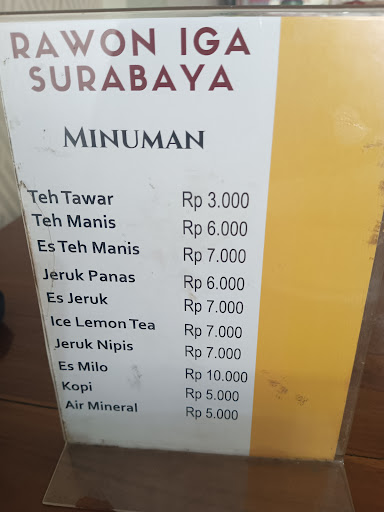 RAWON IGA
SURABAYA
MINUMAN
Teh Tawar Rp 3.000
Teh Manis Rp 6.000
Es Teh Manis Rp 7.000
Jeruk Panas Rp 6.000
Es Jeruk Rp 7.000
Ice Lemon Tea Rp 7.000
Jeruk Nipis Rp 7.000
Es Milo Rp 10.000
Kopi Rp 5.000
Air Mineral Rp 5.000